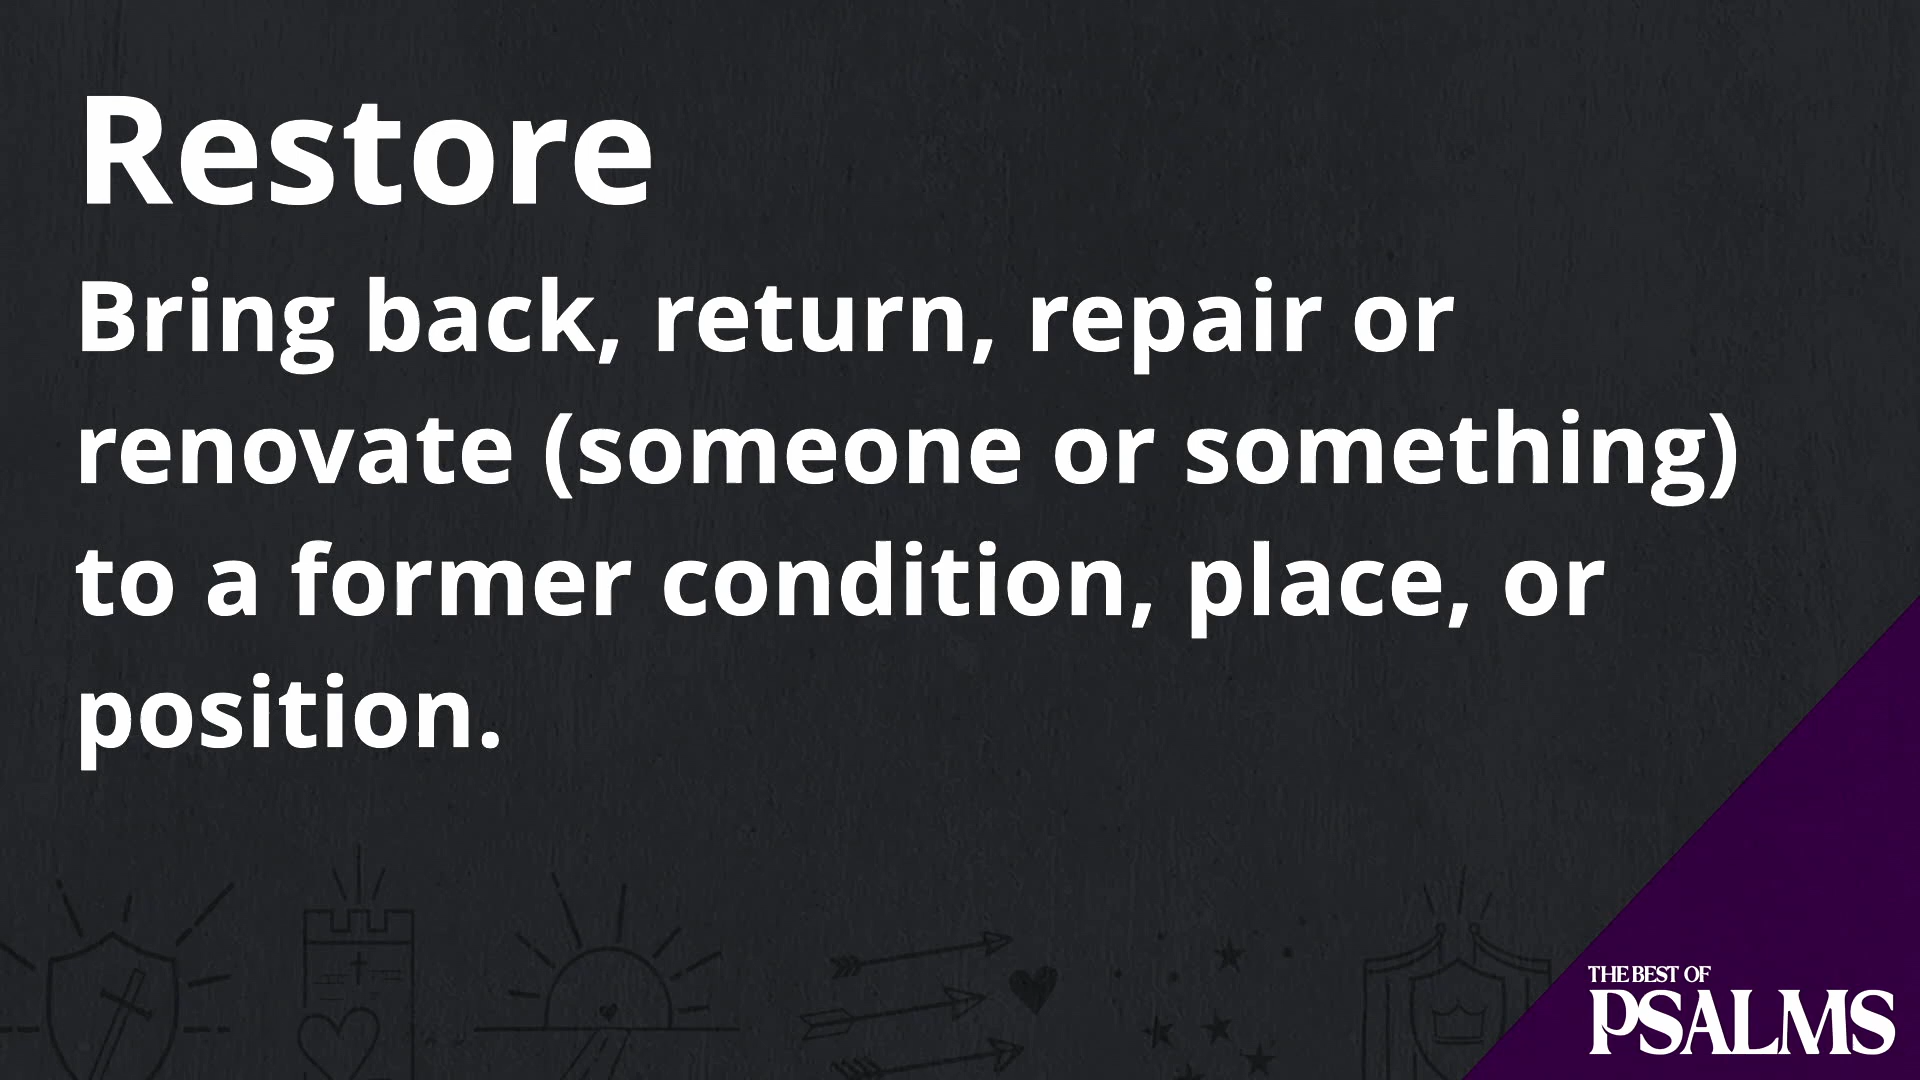 Restore
Bring back, return, repair or
renovate (someone or something)
to a former condition, place, or
position.
THE BEST OF
PSALMS